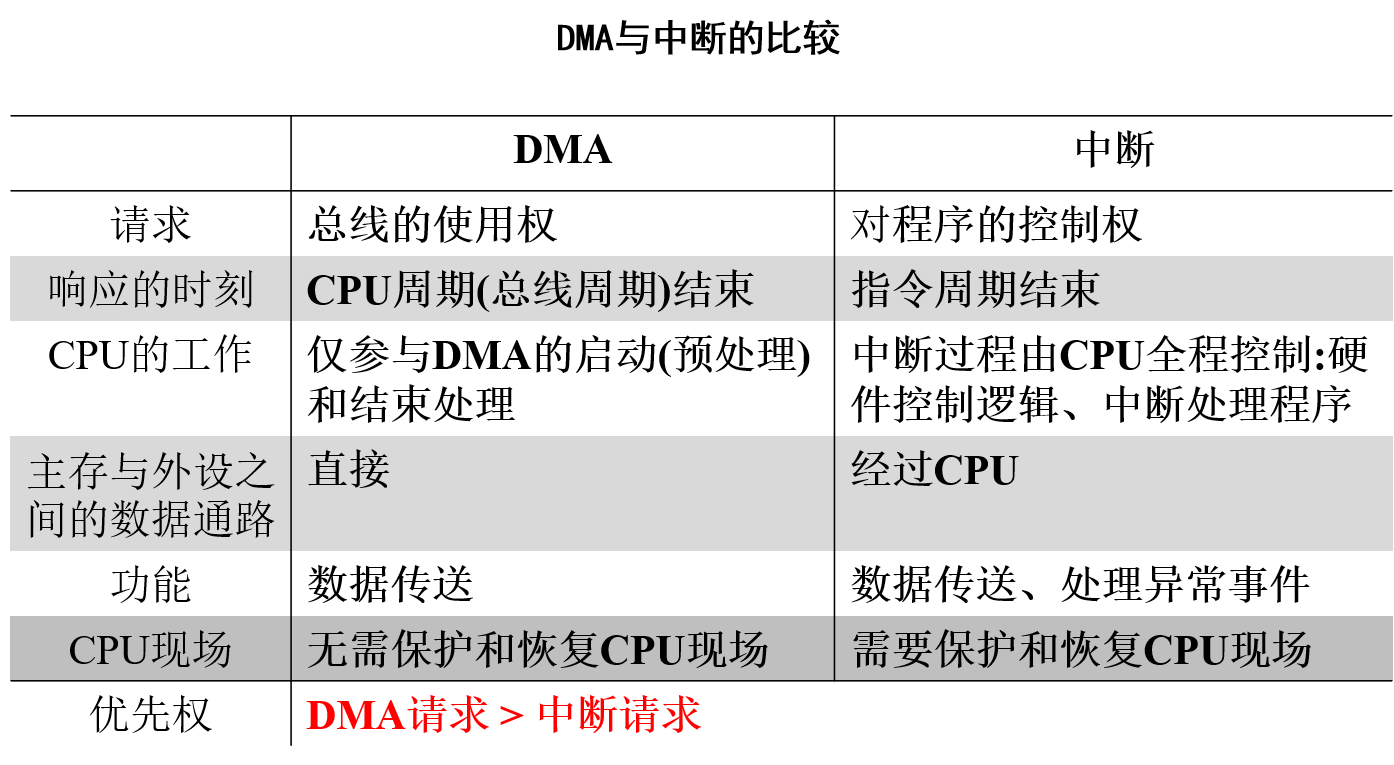 DMA与中断的比较
DMA 中断
请求 总线的使用权 对程序的控制权
响应的时刻 CPU周期(总线周期)结束 指令周期结束
CPU的工作 仅参与DMA的启动(预处理) 中断过程由CPU全程控制:硬
和结束处理 件控制逻辑、中断处理程序
主存与外设之 直接 经过CPU
间的数据通路
功能 数据传送 数据传送、处理异常事件
CPU现场 无需保护和恢复CPU现场 需要保护和恢复CPU现场
优先权 DMA请求 > 中断请求